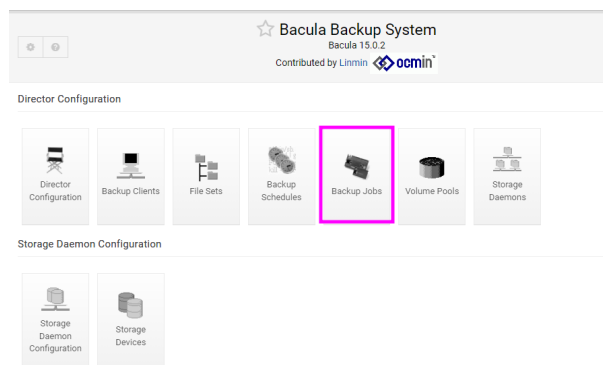 Bacula Backup System
Bacula 15.0.2
Contributed by Linmin ocmin
Director Configuration
Director
Configuration
Backup Clients
File Sets
Backup
Schedules
Backup Jobs
Volume Pools
Storage
Daemons
Storage Daemon Configuration
Storage
Daemon
Configuration
Storage
Devices